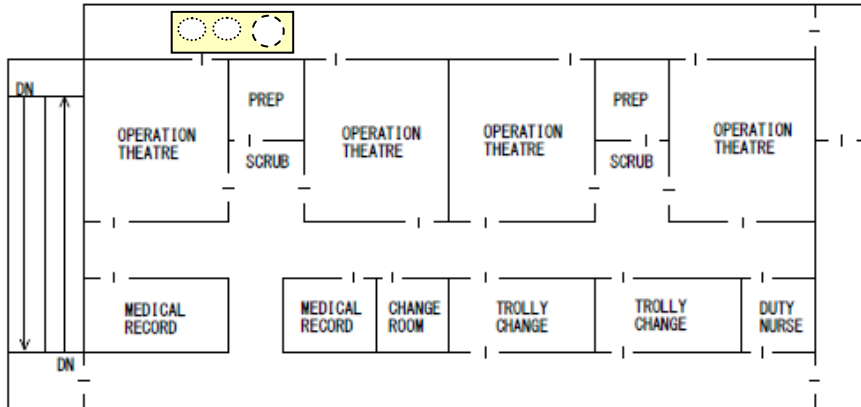 DN
PREP
PREP
OPERATION
THEATRE
OPERATION
THEATRE
OPERATION
THEATRE
OPERATION
THEATRE
SCRUB
SCRUB
MEDICAL
RECORD
MEDICAL
RECORD
CHANGE
ROOM
TROLLY
CHANGE
TROLLY
CHANGE
DUTY
NURSE
DN